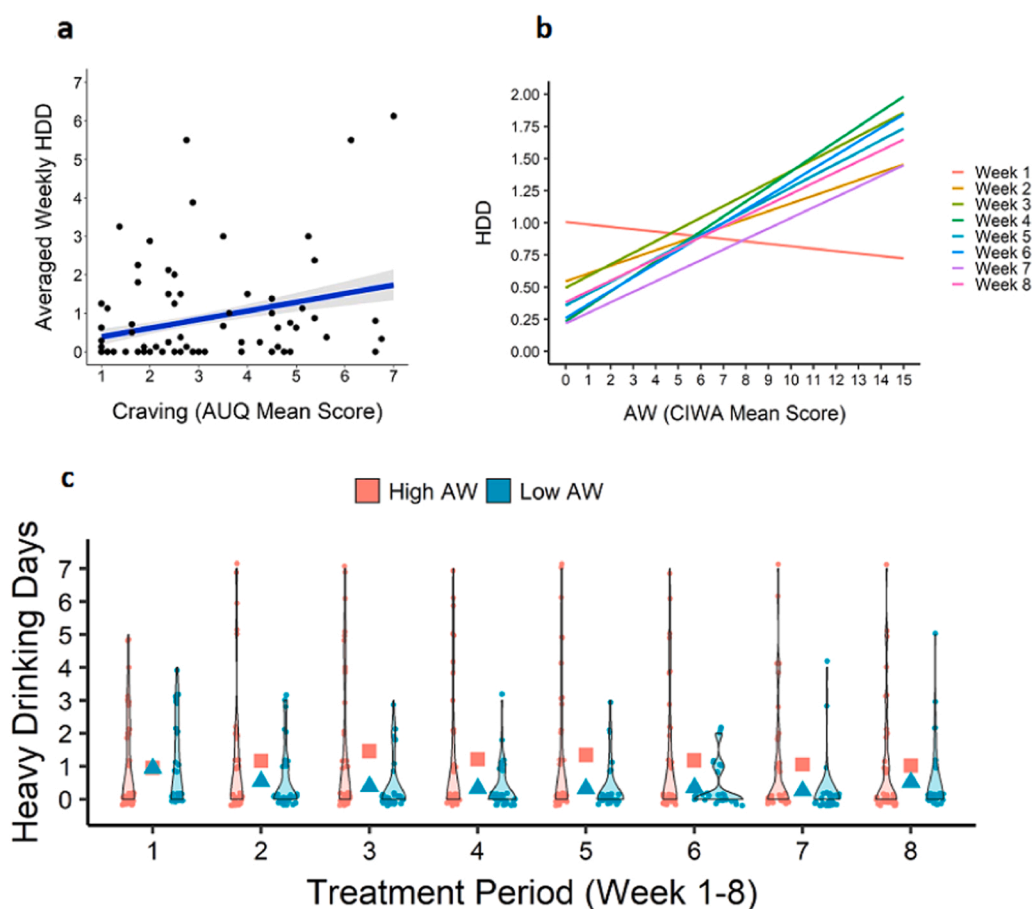 a
Averaged Weekly HDD
7
6
5
4
3
2
1
0
1 2 3 4 5 6 7
Craving (AUQ Mean Score)
b
HDD
2.00
1.75
1.50
1.25
1.00
0.75
0.50
0.25
0.00
0 1 2 3 4 5 6 7 8 9 10 11 12 13 14 15
AW (CIWA Mean Score)
Week 1
Week 2
Week 3
Week 4
Week 5
Week 6
Week 7
Week 8
c
High AW Low AW
Heavy Drinking Days
7
6
5
4
3
2
1
0
1 2 3 4 5 6 7 8
Treatment Period (Week 1-8)